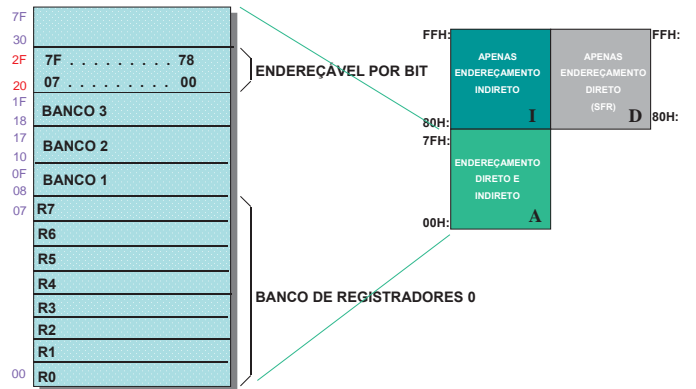 7F
30
2F
7F . . . . . . . . . 78
20
07 . . . . . . . . . 00
ENDEREÇÁVEL POR BIT
1F
BANCO 3
18
17
BANCO 2
10
0F
BANCO 1
08
07
R7
R6
R5
R4
R3
R2
R1
00
R0
BANCO DE REGISTRADORES 0
FFH:
APENAS
ENDEREÇAMENTO
INDIRETO
I
80H:
APENAS
ENDEREÇAMENTO
DIRETO
(SFR)
D
FFH:
80H:
7FH:
ENDEREÇAMENTO
DIRETO E
INDIRETO
A
00H: